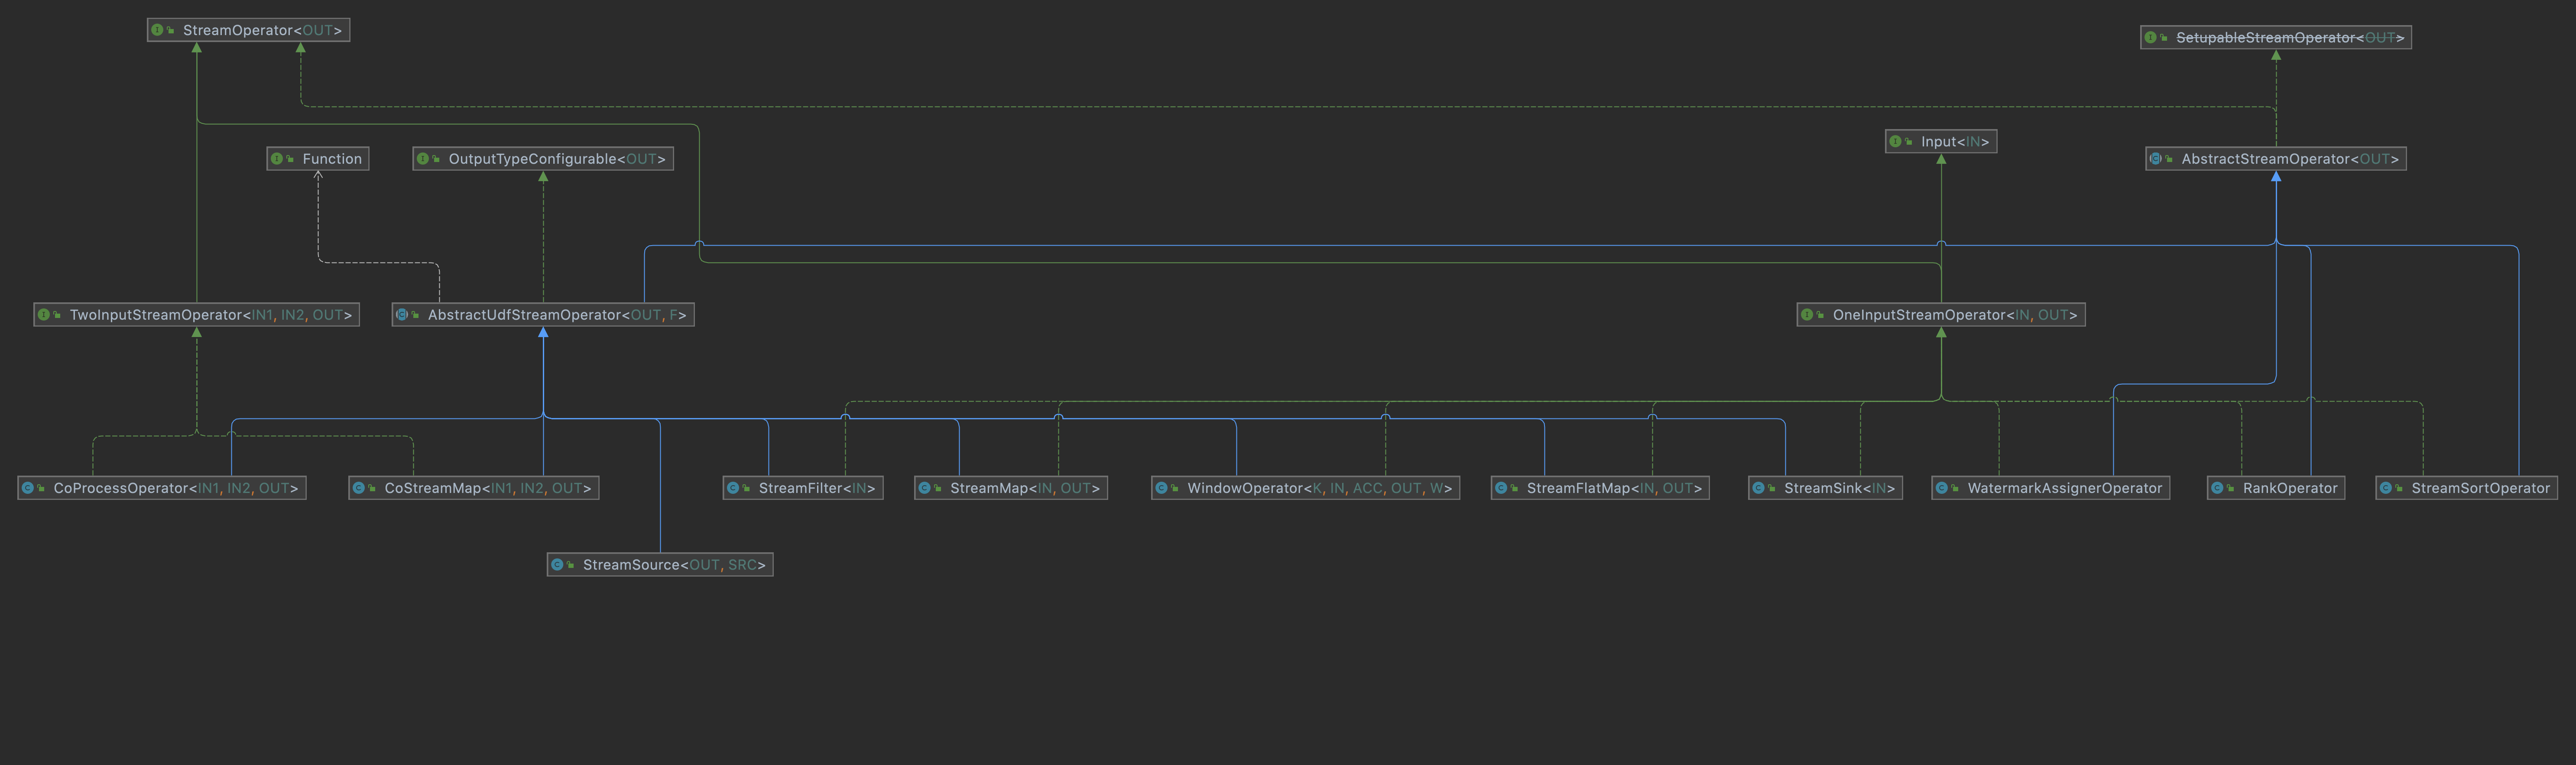 StreamOperator<OUT>
SetupableStreamOperator<OUT>
Input<IN>
Function
OutputTypeConfigurable<OUT>
AbstractStreamOperator<OUT>
TwoInputStreamOperator<IN1, IN2, OUT>
AbstractUdfStreamOperator<OUT, F>
OneInputStreamOperator<IN, OUT>
CoProcessOperator<IN1, IN2, OUT>
CoStreamMap<IN1, IN2, OUT>
StreamFilter<IN>
StreamMap<IN, OUT>
WindowOperator<K, IN, ACC, OUT, W>
StreamFlatMap<IN, OUT>
StreamSink<IN>
WatermarkAssignerOperator
RankOperator
StreamSortOperator
StreamSource<OUT, SRC>